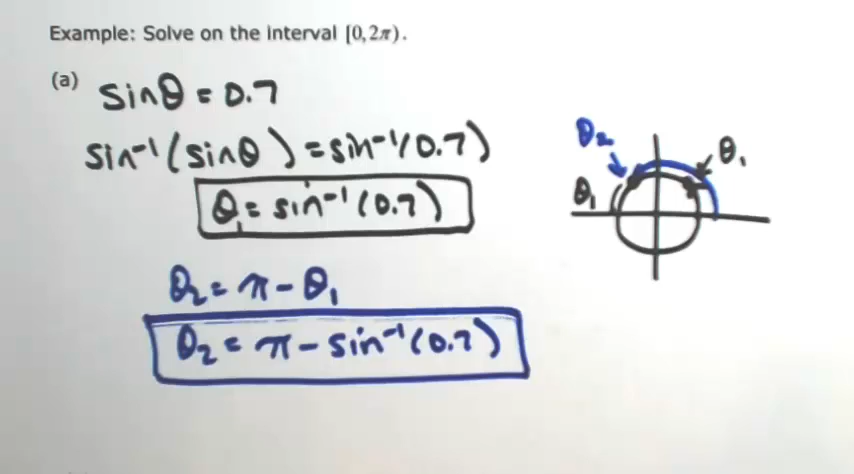 Example: Solve on the interval [0,2π).
(a) sinθ = 0.7
sin⁻¹(sinθ) = sin⁻¹(0.7)
θ₁ = sin⁻¹(0.7)
θ₂ = π - θ₁
θ₂ = π - sin⁻¹(0.7)
θ₂
θ₁
θ₁